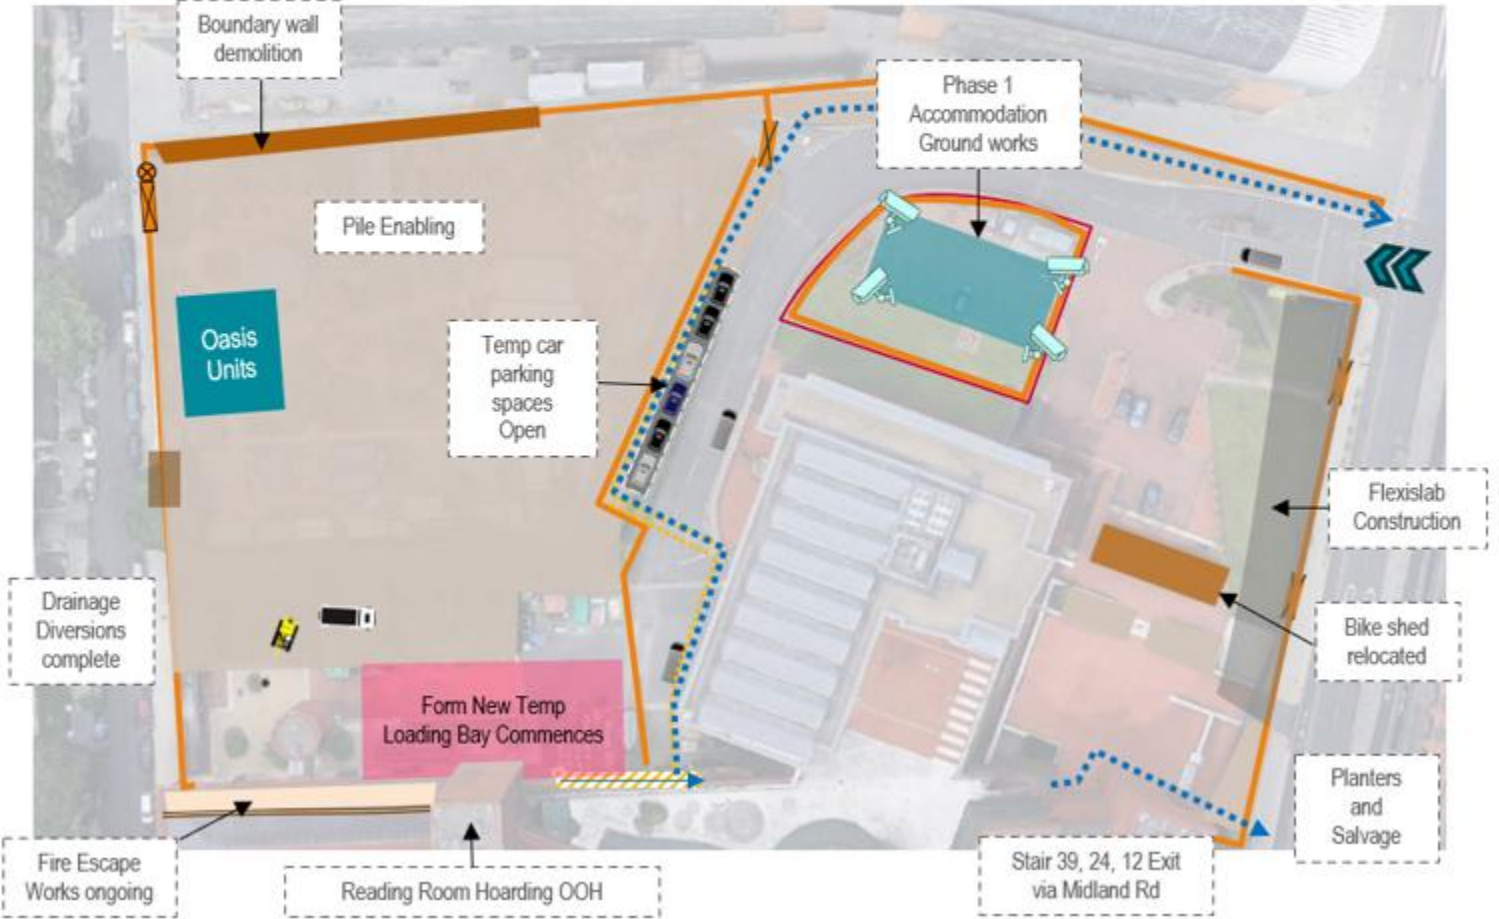 Boundary wall
demolition
Phase 1
Accommodation
Ground works
Pile Enabling
Oasis
Units
Temp car
parking
spaces
Open
Flexislab
Construction
Drainage
Diversions
complete
Bike shed
relocated
Form New Temp
Loading Bay Commences
Planters
and
Salvage
Fire Escape
Works ongoing
Reading Room Hoarding OOH
Stair 39, 24, 12 Exit
via Midland Rd